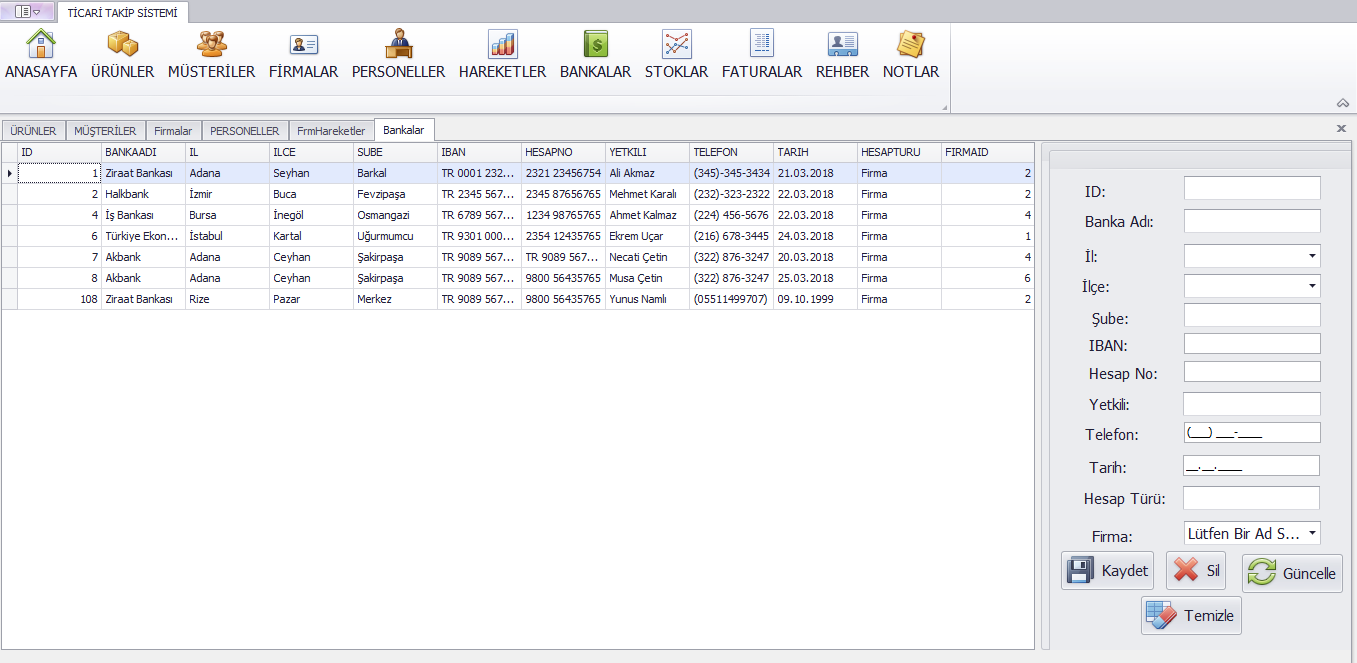 TİCARİ TAKİP SİSTEMİ
ANASAYFA ÜRÜNLER MÜSTERİLER FİRMALAR PERSONELLER HAREKETLER BANKALAR STOKLAR FATURALAR REHBER NOTLAR
ÜRÜNLER MÜŞTERİLER Firmalar PERSONELLER FrmHareketler Bankalar
ID BANKAADI IL ILCE SUBE IBAN HESAPNO YETKILI TELEFON TARIH HESAPTURU FIRMAID
1 Ziraat Bankası Adana Seyhan Barkal TR 0001 232... 2321 23456754 Ali Akmaz (345)-345-3434 21.03.2018 Firma 2
2 Halkbank İzmir Buca Fevzipaşa TR 2345 567... 2345 87656765 Mehmet Karalı (232)-323-2322 22.03.2018 Firma 2
4 İş Bankası Bursa İnegöl Osmangazi TR 6789 567... 1234 98765765 Ahmet Kalmaz (224) 456-5676 22.03.2018 Firma 4
6 Türkiye Ekon... İstabul Kartal Uğurmumcu TR 9301 000... 2354 12435765 Ekrem Uçar (216) 678-3445 24.03.2018 Firma 1
7 Akbank Adana Ceyhan Şakirpaşa TR 9089 567... TR 9089 567... Necati Çetin (322) 876-3247 20.03.2018 Firma 4
8 Akbank Adana Ceyhan Şakirpaşa TR 9089 567... 9800 56435765 Musa Çetin (322) 876-3247 25.03.2018 Firma 6
108 Ziraat Bankası Rize Pazar Merkez TR 9089 567... 9800 56435765 Yunus Namlı (05511499707) 09.10.1999 Firma 2
ID:
Banka Adı:
İl:
İlçe:
Şube:
IBAN:
Hesap No:
Yetkili:
Telefon: (__) ___-____
Tarih: __.__.____
Hesap Türü:
Firma: Lütfen Bir Ad S...
Kaydet Sil Güncelle
Temizle